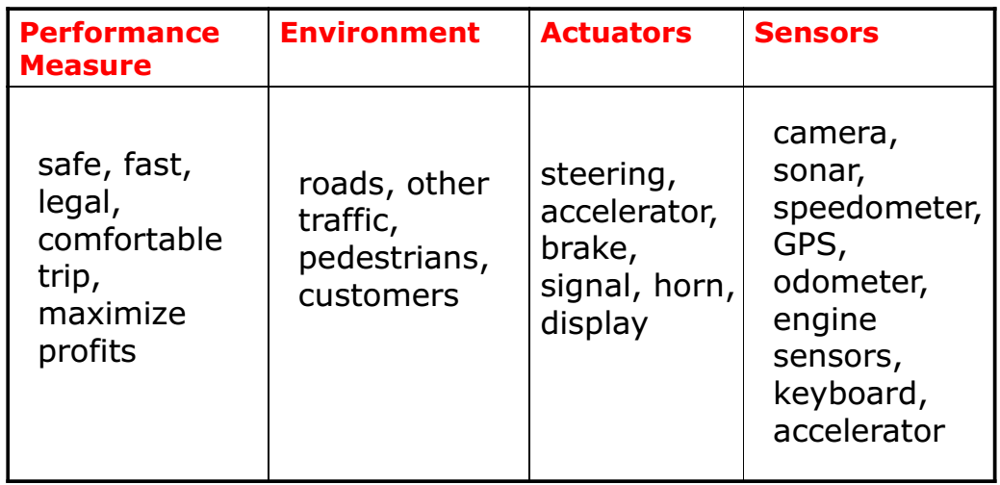 Performance
Measure
Environment
Actuators
Sensors
safe, fast,
legal,
comfortable
trip,
maximize
profits
roads, other
traffic,
pedestrians,
customers
steering,
accelerator,
brake,
signal, horn,
display
camera,
sonar,
speedometer,
GPS,
odometer,
engine
sensors,
keyboard,
accelerator